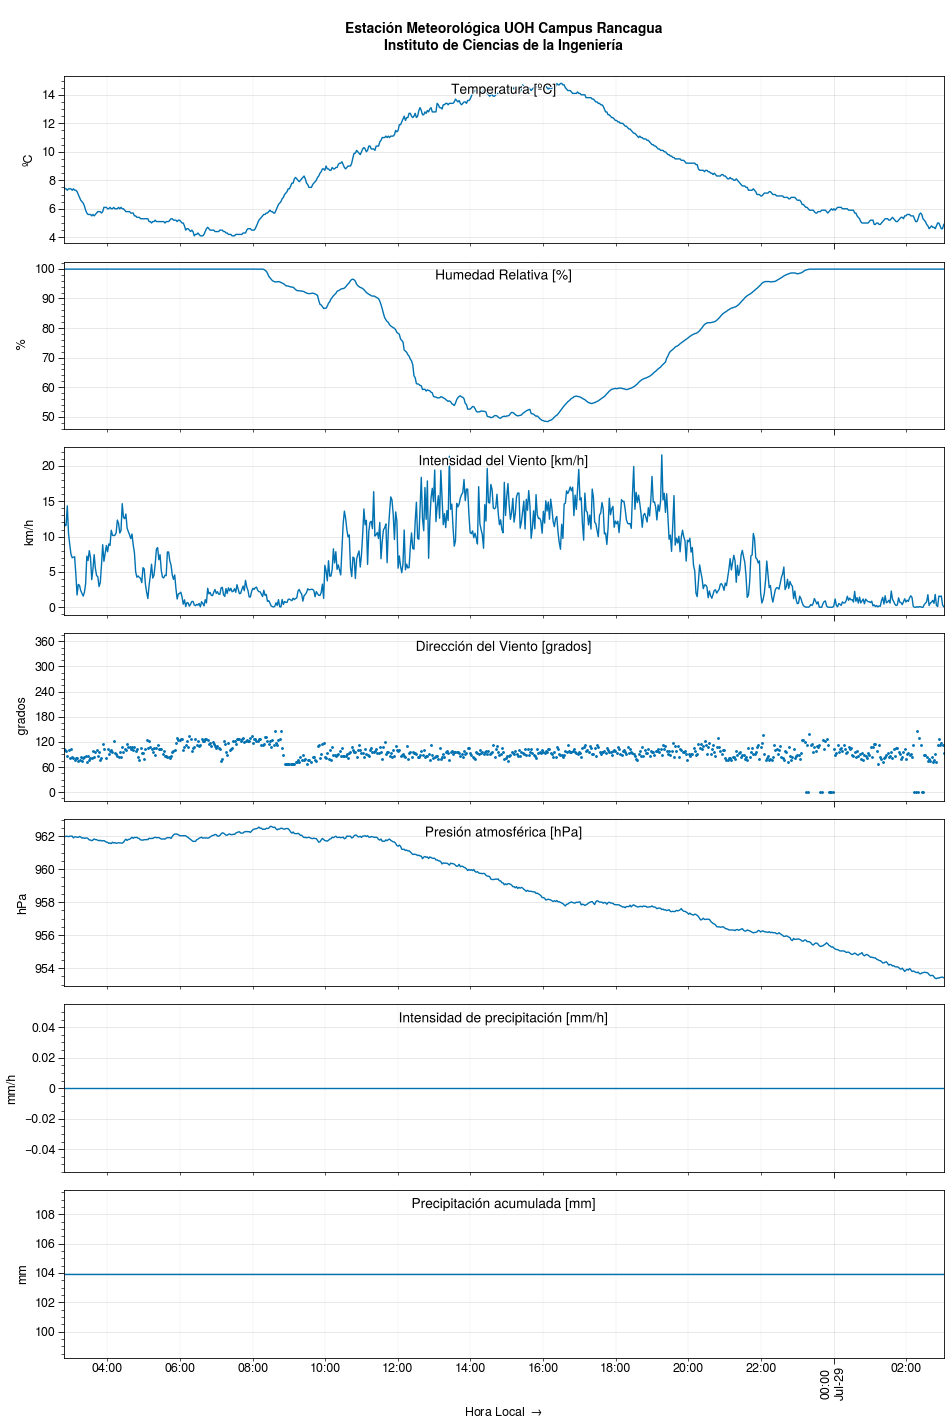 Estación Meteorológica UOH Campus Rancagua
Instituto de Ciencias de la Ingeniería
Temperatura [ºC]
14
12
10
8
6
4
ºC
Humedad Relativa [%]
100
90
80
70
60
50
%
Intensidad del Viento [km/h]
20
15
10
5
0
km/h
Dirección del Viento [grados]
360
300
240
180
120
60
0
grados
Presión atmosférica [hPa]
962
960
958
956
954
hPa
Intensidad de precipitación [mm/h]
0.04
0.02
0
−0.02
−0.04
mm/h
Precipitación acumulada [mm]
108
106
104
102
100
mm
04:00 06:00 08:00 10:00 12:00 14:00 16:00 18:00 20:00 22:00 00:00 02:00
Jul-29
Hora Local →